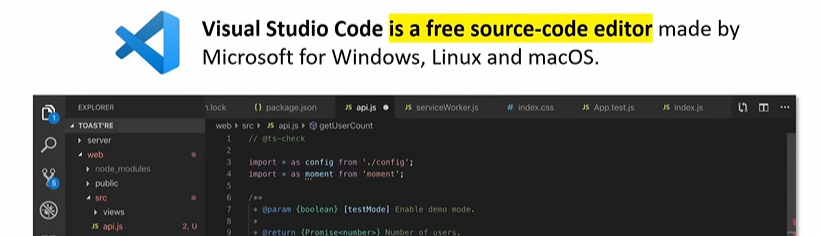 Visual Studio Code is a free source-code editor made by
Microsoft for Windows, Linux and macOS.
EXPLORER
.lock {} package.json JS api.js ● JS serviceWorker.js # index.css JS App.test.js JS index.js ...
TOAST'RE
web › src › JS api.js › getUserCount
server
web
node_modules
public
src
views
api.js 2, U
1
5
1 // @ts-check
2
3 import * as config from './config';
4 import * as moment from 'moment';
5
6 /**
7 * @param {boolean} [testMode] Enable demo mode.
8 *
9 * @return {Promise<number>} Number of users.